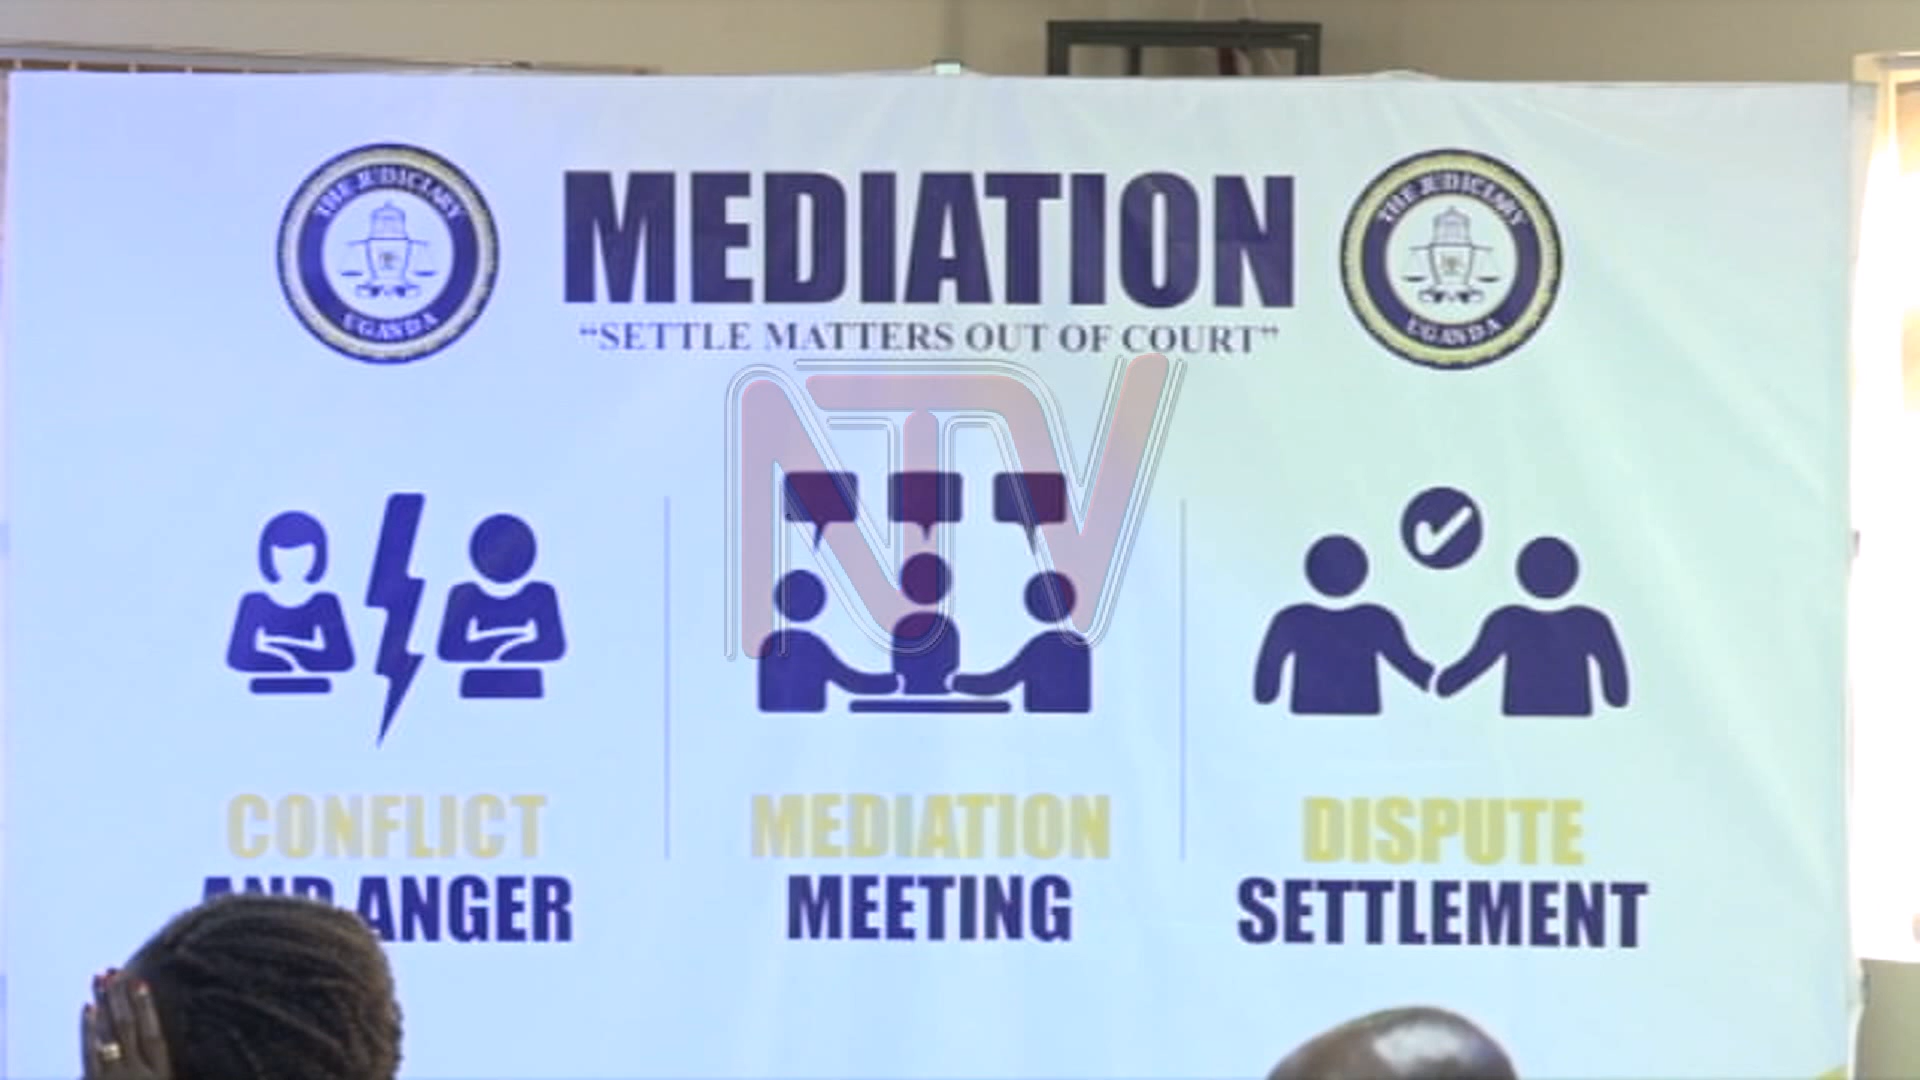 THE JUDICIARY
UGANDA
MEDIATION
"SETTLE MATTERS OUT OF COURT"
THE JUDICIARY
UGANDA
NTV
CONFLICT
AND ANGER
MEDIATION
MEETING
DISPUTE
SETTLEMENT